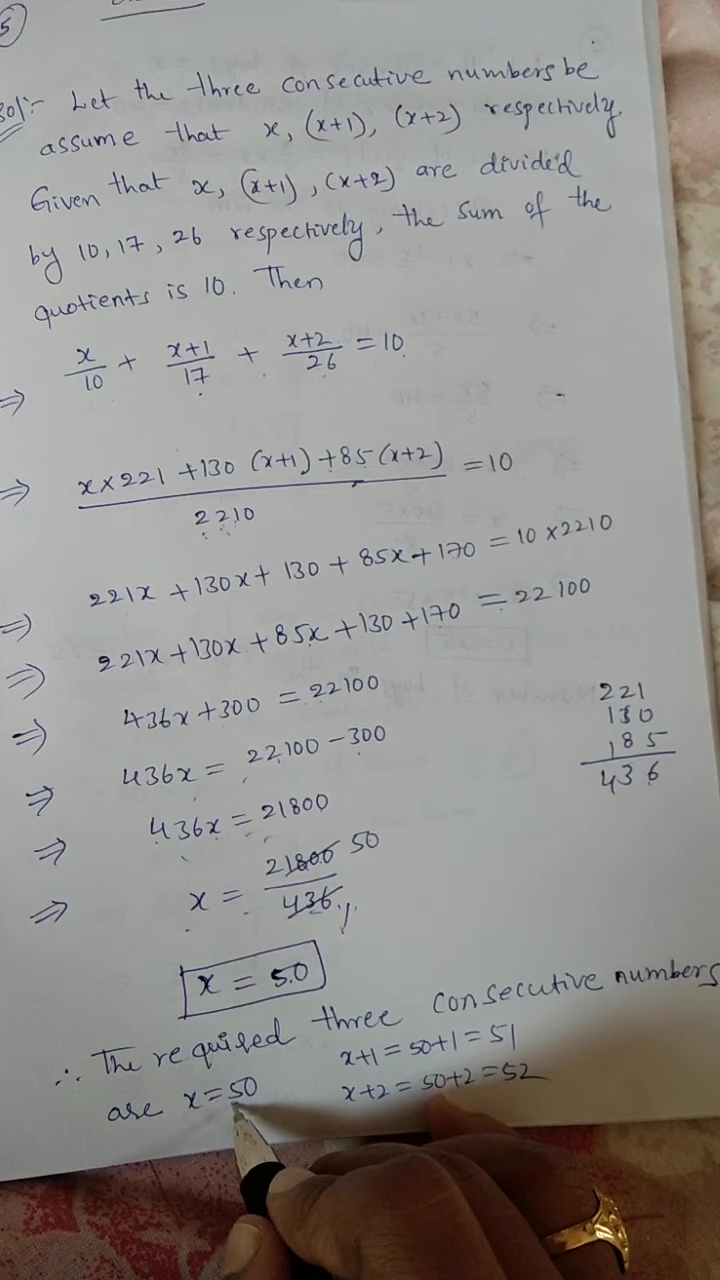 5
Sol:- Let the three consecutive numbers be
assume that x, (x+1), (x+2) respectively.
Given that x, (x+1), (x+2) are divided
by 10, 17, 26 respectively, the sum of the
quotients is 10. Then
⇒ x/10 + x+1/17 + x+2/26 = 10
⇒ x×221 +130 (x+1) +85 (x+2) / 2210 = 10
⇒ 221x +130x+ 130 + 85x+ 170 = 10 ×2210
⇒ 221x+130x +85x +130 +170 = 22100
⇒ 436x+300 = 22100
⇒ 436x = 22100 -300
⇒ 436x = 21800
⇒ x = 21800/436 50 1
x = 50
∴ The required three consecutive numbers
are x=50
x+1 = 50+1 = 51
x+2 = 50+2 = 52
221
130
185
436